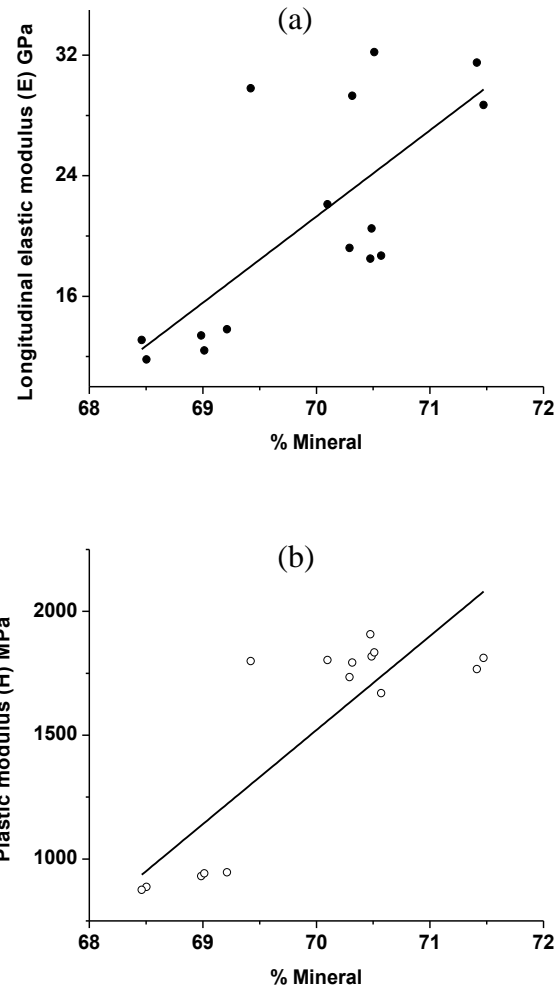 (a)
Longitudinal elastic modulus (E) GPa
32
24
16
68 69 70 71 72
% Mineral
(b)
Plastic modulus (H) MPa
2000
1500
1000
68 69 70 71 72
% Mineral